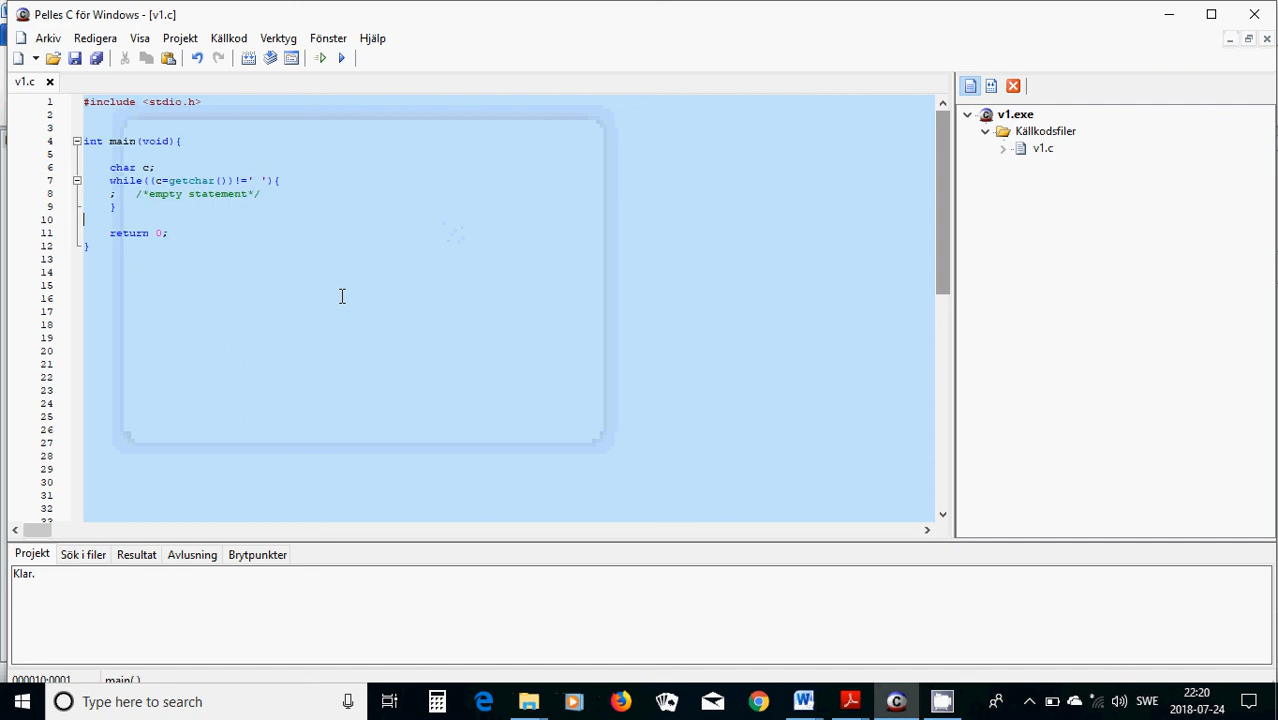 Pelles C för Windows - [v1.c]
Arkiv Redigera Visa Projekt Källkod Verktyg Fönster Hjälp
v1.c
1 #include <stdio.h>
2
3
4 int main(void){
5
6 char c;
7 while((c=getchar())!=' '){
8 ; /*empty statement*/
9 }
10
11 return 0;
12 }
13
14
15
16
17
18
19
20
21
22
23
24
25
26
27
28
29
30
31
32
33
v1.exe
Källkodsfiler
v1.c
Projekt Sök i filer Resultat Avlusning Brytpunkter
Klar.
000010:0001 main( )
Type here to search
SWE
22:20
2018-07-24